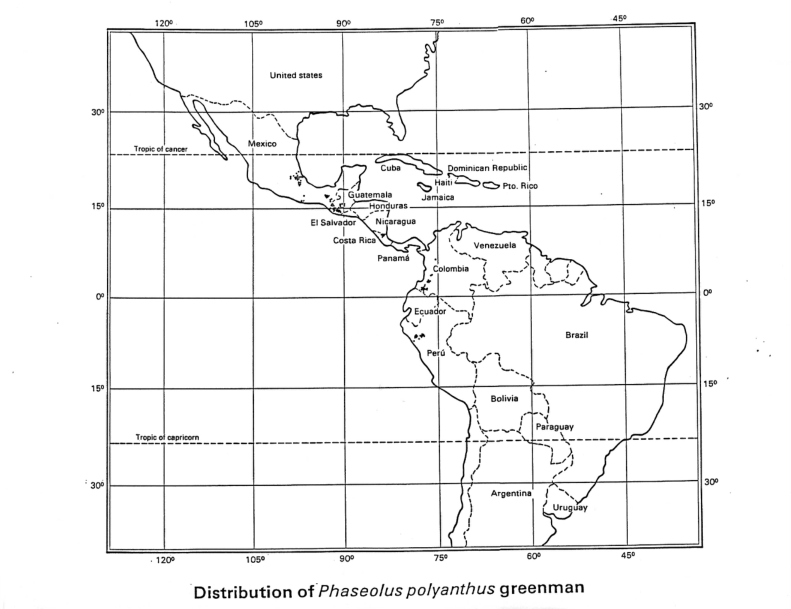 120º 105º 90º 75º 60º 45º
United states
30º 30º
Mexico
Tropic of cancer
Cuba
Dominican Republic
Haiti
Pto. Rico
Jamaica
Guatemala
Honduras
15º 15º
El Salvador
Nicaragua
Costa Rica
Venezuela
Panamá
Colombia
0º 0º
Ecuador
Brazil
Perú
15º 15º
Bolivia
Paraguay
Tropic of capricorn
30º 30º
Argentina
Uruguay
120º 105º 90º 75º 60º 45º
Distribution of Phaseolus polyanthus greenman